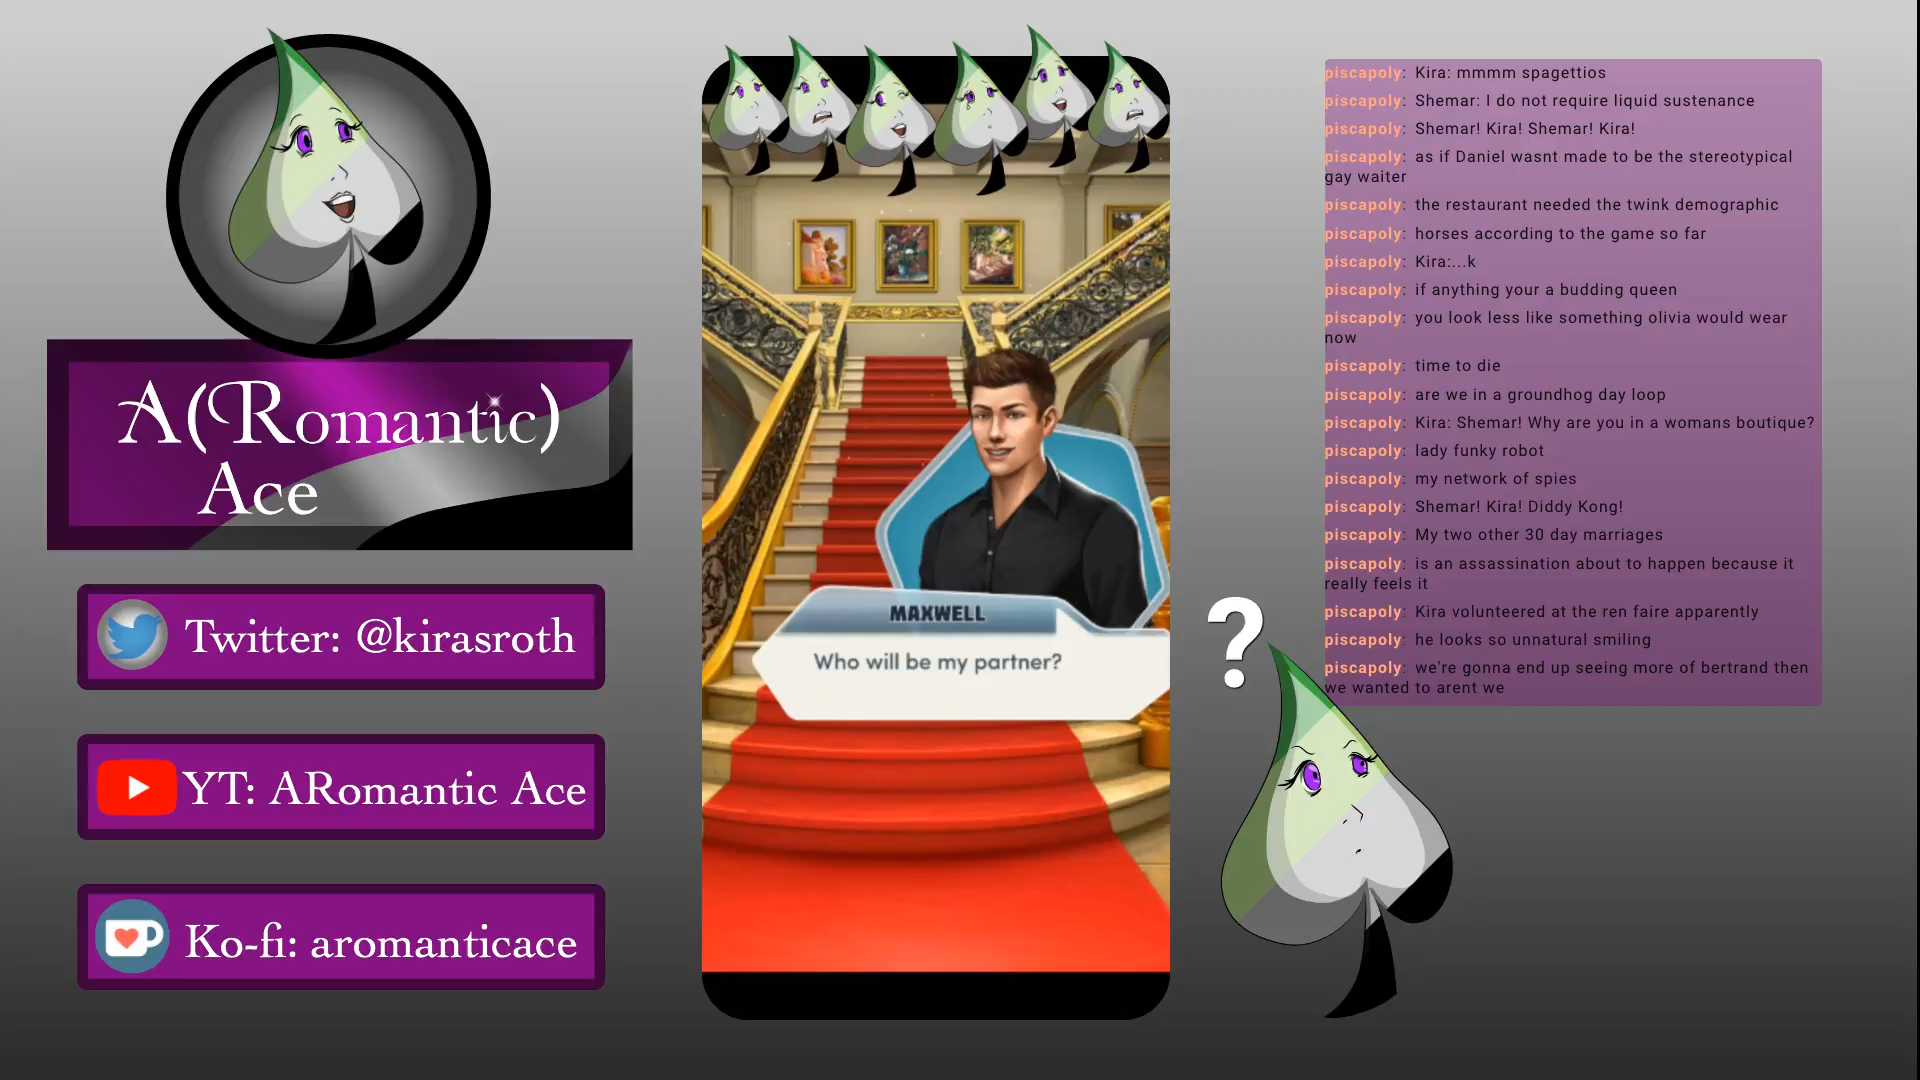 A(Romantic)
Ace
Twitter: @kirasroth
YT: ARomantic Ace
Ko-fi: aromanticace
MAXWELL
Who will be my partner?
?
piscapoly: Kira: mmmm spagettios
piscapoly: Shemar: I do not require liquid sustenance
piscapoly: Shemar! Kira! Shemar! Kira!
piscapoly: as if Daniel wasnt made to be the stereotypical
gay waiter
piscapoly: the restaurant needed the twink demographic
piscapoly: horses according to the game so far
piscapoly: Kira:...k
piscapoly: if anything your a budding queen
piscapoly: you look less like something olivia would wear
now
piscapoly: time to die
piscapoly: are we in a groundhog day loop
piscapoly: Kira: Shemar! Why are you in a womans boutique?
piscapoly: lady funky robot
piscapoly: my network of spies
piscapoly: Shemar! Kira! Diddy Kong!
piscapoly: My two other 30 day marriages
piscapoly: is an assassination about to happen because it
really feels it
piscapoly: Kira volunteered at the ren faire apparently
piscapoly: he looks so unnatural smiling
piscapoly: we're gonna end up seeing more of bertrand then
we wanted to arent we